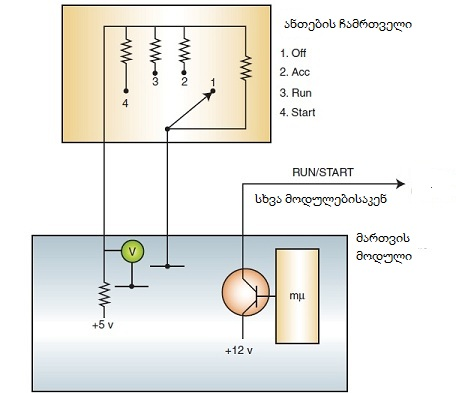 ანთების ჩამრთველი
1. Off
2. Acc
3. Run
4. Start
4
3
2
1
RUN/START
სხვა მოდულებისაკენ
მართვის
მოდული
V
+5 v
mμ
+12 v